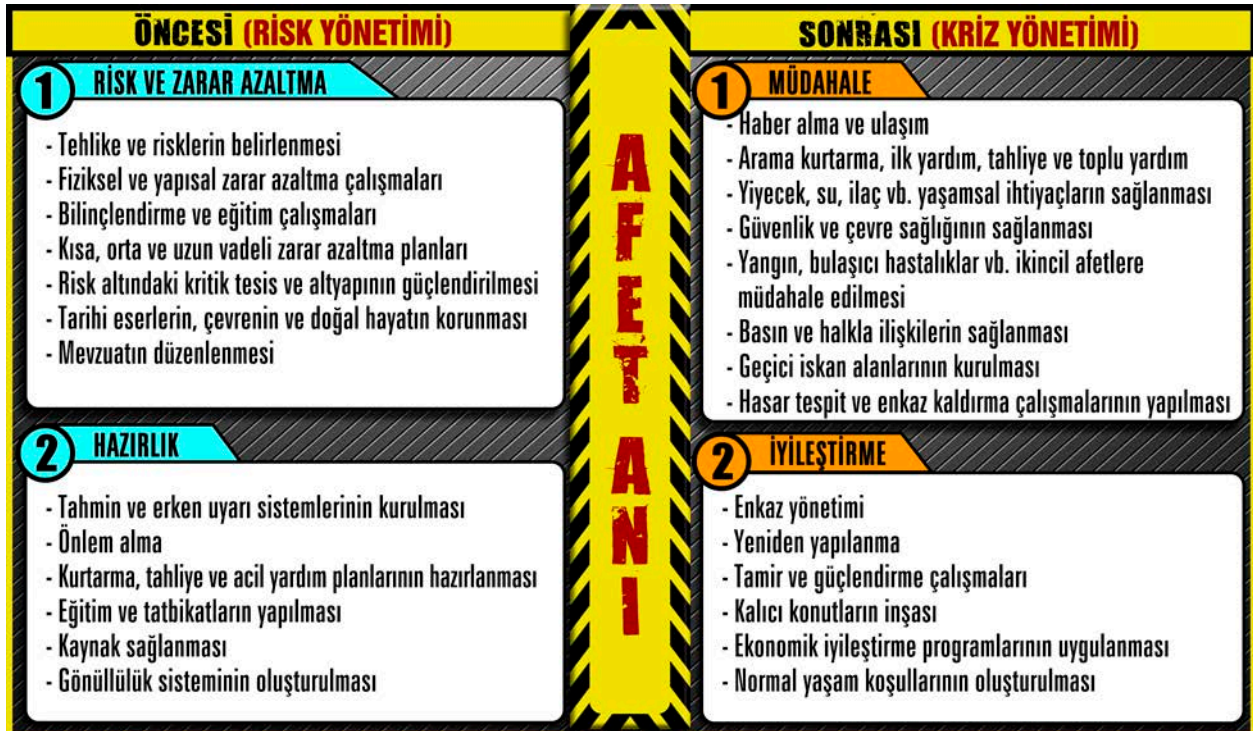 ÖNCESİ (RİSK YÖNETİMİ)
1 RİSK VE ZARAR AZALTMA
- Tehlike ve risklerin belirlenmesi
- Fiziksel ve yapısal zarar azaltma çalışmaları
- Bilinçlendirme ve eğitim çalışmaları
- Kısa, orta ve uzun vadeli zarar azaltma planları
- Risk altındaki kritik tesis ve altyapının güçlendirilmesi
- Tarihi eserlerin, çevrenin ve doğal hayatın korunması
- Mevzuatın düzenlenmesi
2 HAZIRLIK
- Tahmin ve erken uyarı sistemlerinin kurulması
- Önlem alma
- Kurtarma, tahliye ve acil yardım planlarının hazırlanması
- Eğitim ve tatbikatların yapılması
- Kaynak sağlanması
- Gönüllülük sisteminin oluşturulması
AFET ANI
SONRASI (KRİZ YÖNETİMİ)
1 MÜDAHALE
- Haber alma ve ulaşım
- Arama kurtarma, ilk yardım, tahliye ve toplu yardım
- Yiyecek, su, ilaç vb. yaşamsal ihtiyaçların sağlanması
- Güvenlik ve çevre sağlığının sağlanması
- Yangın, bulaşıcı hastalıklar vb. ikincil afetlere
müdahale edilmesi
- Basın ve halkla ilişkilerin sağlanması
- Geçici iskan alanlarının kurulması
- Hasar tespit ve enkaz kaldırma çalışmalarının yapılması
2 İYİLEŞTİRME
- Enkaz yönetimi
- Yeniden yapılanma
- Tamir ve güçlendirme çalışmaları
- Kalıcı konutların inşası
- Ekonomik iyileştirme programlarının uygulanması
- Normal yaşam koşullarının oluşturulması